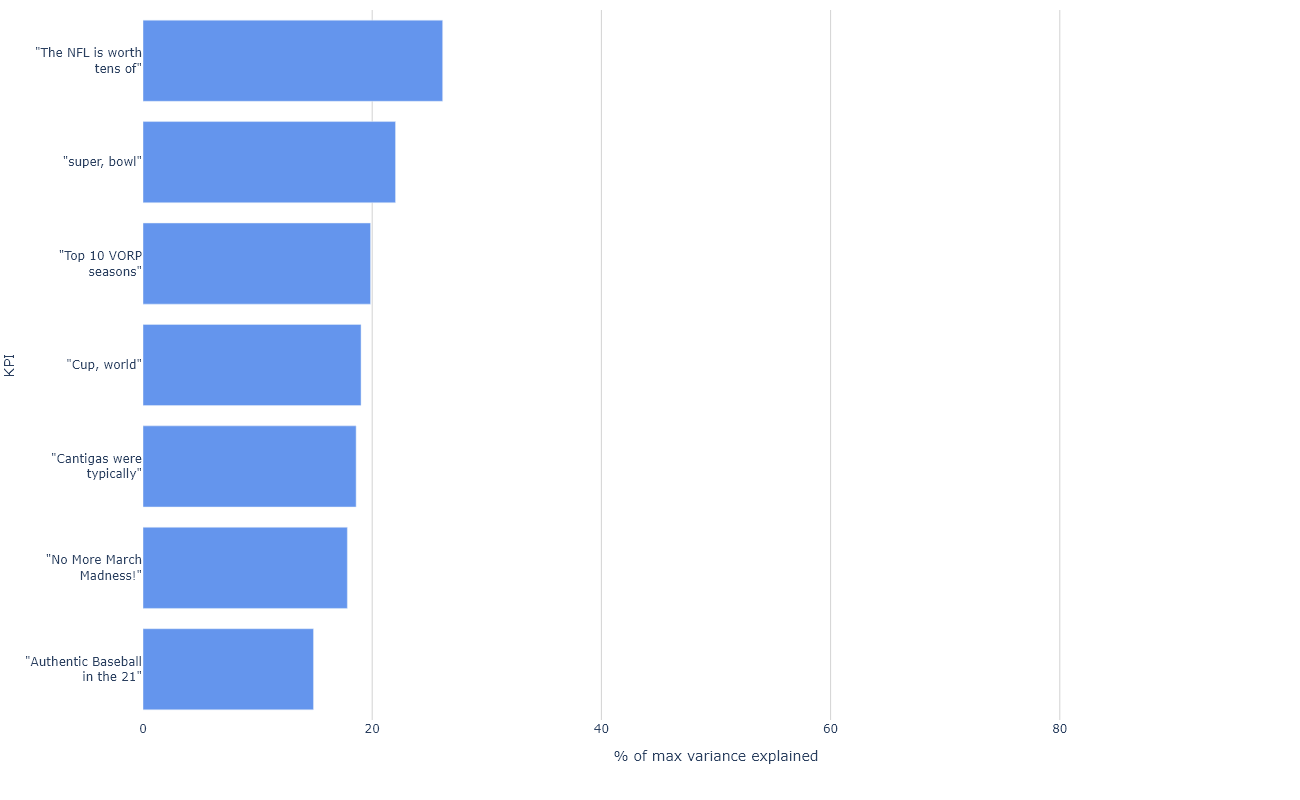 "The NFL is worth
tens of"
"super, bowl"
"Top 10 VORP
seasons"
"Cup, world"
"Cantigas were
typically"
"No More March
Madness!"
"Authentic Baseball
in the 21"
KPI
0 20 40 60 80
% of max variance explained